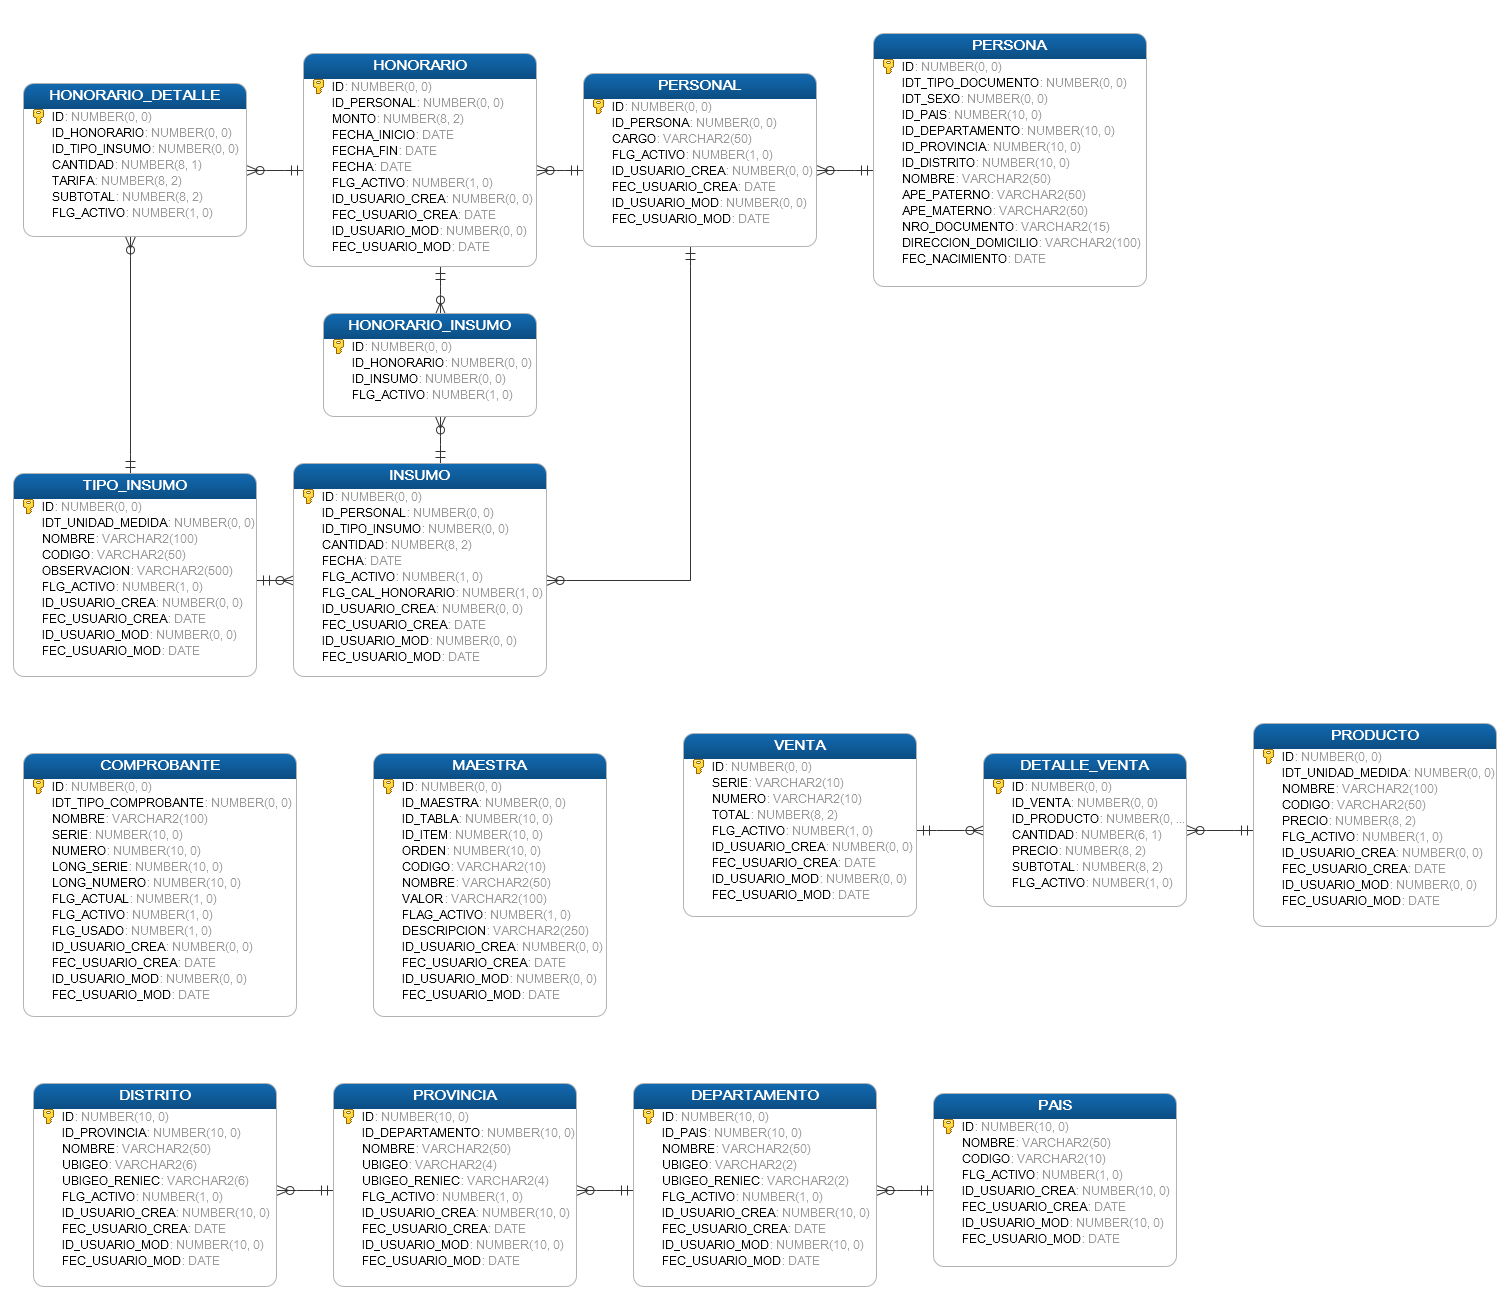 HONORARIO_DETALLE
ID: NUMBER(0, 0)
ID_HONORARIO: NUMBER(0, 0)
ID_TIPO_INSUMO: NUMBER(0, 0)
CANTIDAD: NUMBER(8, 1)
TARIFA: NUMBER(8, 2)
SUBTOTAL: NUMBER(8, 2)
FLG_ACTIVO: NUMBER(1, 0)
HONORARIO
ID: NUMBER(0, 0)
ID_PERSONAL: NUMBER(0, 0)
MONTO: NUMBER(8, 2)
FECHA_INICIO: DATE
FECHA_FIN: DATE
FECHA: DATE
FLG_ACTIVO: NUMBER(1, 0)
ID_USUARIO_CREA: NUMBER(0, 0)
FEC_USUARIO_CREA: DATE
ID_USUARIO_MOD: NUMBER(0, 0)
FEC_USUARIO_MOD: DATE
PERSONAL
ID: NUMBER(0, 0)
ID_PERSONA: NUMBER(0, 0)
CARGO: VARCHAR2(50)
FLG_ACTIVO: NUMBER(1, 0)
ID_USUARIO_CREA: NUMBER(0, 0)
FEC_USUARIO_CREA: DATE
ID_USUARIO_MOD: NUMBER(0, 0)
FEC_USUARIO_MOD: DATE
PERSONA
ID: NUMBER(0, 0)
IDT_TIPO_DOCUMENTO: NUMBER(0, 0)
IDT_SEXO: NUMBER(0, 0)
ID_PAIS: NUMBER(10, 0)
ID_DEPARTAMENTO: NUMBER(10, 0)
ID_PROVINCIA: NUMBER(10, 0)
ID_DISTRITO: NUMBER(10, 0)
NOMBRE: VARCHAR2(50)
APE_PATERNO: VARCHAR2(50)
APE_MATERNO: VARCHAR2(50)
NRO_DOCUMENTO: VARCHAR2(15)
DIRECCION_DOMICILIO: VARCHAR2(100)
FEC_NACIMIENTO: DATE
HONORARIO_INSUMO
ID: NUMBER(0, 0)
ID_HONORARIO: NUMBER(0, 0)
ID_INSUMO: NUMBER(0, 0)
FLG_ACTIVO: NUMBER(1, 0)
TIPO_INSUMO
ID: NUMBER(0, 0)
IDT_UNIDAD_MEDIDA: NUMBER(0, 0)
NOMBRE: VARCHAR2(100)
CODIGO: VARCHAR2(50)
OBSERVACION: VARCHAR2(500)
FLG_ACTIVO: NUMBER(1, 0)
ID_USUARIO_CREA: NUMBER(0, 0)
FEC_USUARIO_CREA: DATE
ID_USUARIO_MOD: NUMBER(0, 0)
FEC_USUARIO_MOD: DATE
INSUMO
ID: NUMBER(0, 0)
ID_PERSONAL: NUMBER(0, 0)
ID_TIPO_INSUMO: NUMBER(0, 0)
CANTIDAD: NUMBER(8, 2)
FECHA: DATE
FLG_ACTIVO: NUMBER(1, 0)
FLG_CAL_HONORARIO: NUMBER(1, 0)
ID_USUARIO_CREA: NUMBER(0, 0)
FEC_USUARIO_CREA: DATE
ID_USUARIO_MOD: NUMBER(0, 0)
FEC_USUARIO_MOD: DATE
COMPROBANTE
ID: NUMBER(0, 0)
IDT_TIPO_COMPROBANTE: NUMBER(0, 0)
NOMBRE: VARCHAR2(100)
SERIE: NUMBER(10, 0)
NUMERO: NUMBER(10, 0)
LONG_SERIE: NUMBER(10, 0)
LONG_NUMERO: NUMBER(10, 0)
FLG_ACTUAL: NUMBER(1, 0)
FLG_ACTIVO: NUMBER(1, 0)
FLG_USADO: NUMBER(1, 0)
ID_USUARIO_CREA: NUMBER(0, 0)
FEC_USUARIO_CREA: DATE
ID_USUARIO_MOD: NUMBER(0, 0)
FEC_USUARIO_MOD: DATE
MAESTRA
ID: NUMBER(0, 0)
ID_MAESTRA: NUMBER(0, 0)
ID_TABLA: NUMBER(10, 0)
ID_ITEM: NUMBER(10, 0)
ORDEN: NUMBER(10, 0)
CODIGO: VARCHAR2(10)
NOMBRE: VARCHAR2(50)
VALOR: VARCHAR2(100)
FLAG_ACTIVO: NUMBER(1, 0)
DESCRIPCION: VARCHAR2(250)
ID_USUARIO_CREA: NUMBER(0, 0)
FEC_USUARIO_CREA: DATE
ID_USUARIO_MOD: NUMBER(0, 0)
FEC_USUARIO_MOD: DATE
VENTA
ID: NUMBER(0, 0)
SERIE: VARCHAR2(10)
NUMERO: VARCHAR2(10)
TOTAL: NUMBER(8, 2)
FLG_ACTIVO: NUMBER(1, 0)
ID_USUARIO_CREA: NUMBER(0, 0)
FEC_USUARIO_CREA: DATE
ID_USUARIO_MOD: NUMBER(0, 0)
FEC_USUARIO_MOD: DATE
DETALLE_VENTA
ID: NUMBER(0, 0)
ID_VENTA: NUMBER(0, 0)
ID_PRODUCTO: NUMBER(0, ...
CANTIDAD: NUMBER(6, 1)
PRECIO: NUMBER(8, 2)
SUBTOTAL: NUMBER(8, 2)
FLG_ACTIVO: NUMBER(1, 0)
PRODUCTO
ID: NUMBER(0, 0)
IDT_UNIDAD_MEDIDA: NUMBER(0, 0)
NOMBRE: VARCHAR2(100)
CODIGO: VARCHAR2(50)
PRECIO: NUMBER(8, 2)
FLG_ACTIVO: NUMBER(1, 0)
ID_USUARIO_CREA: NUMBER(0, 0)
FEC_USUARIO_CREA: DATE
ID_USUARIO_MOD: NUMBER(0, 0)
FEC_USUARIO_MOD: DATE
DISTRITO
ID: NUMBER(10, 0)
ID_PROVINCIA: NUMBER(10, 0)
NOMBRE: VARCHAR2(50)
UBIGEO: VARCHAR2(6)
UBIGEO_RENIEC: VARCHAR2(6)
FLG_ACTIVO: NUMBER(1, 0)
ID_USUARIO_CREA: NUMBER(10, 0)
FEC_USUARIO_CREA: DATE
ID_USUARIO_MOD: NUMBER(10, 0)
FEC_USUARIO_MOD: DATE
PROVINCIA
ID: NUMBER(10, 0)
ID_DEPARTAMENTO: NUMBER(10, 0)
NOMBRE: VARCHAR2(50)
UBIGEO: VARCHAR2(4)
UBIGEO_RENIEC: VARCHAR2(4)
FLG_ACTIVO: NUMBER(1, 0)
ID_USUARIO_CREA: NUMBER(10, 0)
FEC_USUARIO_CREA: DATE
ID_USUARIO_MOD: NUMBER(10, 0)
FEC_USUARIO_MOD: DATE
DEPARTAMENTO
ID: NUMBER(10, 0)
ID_PAIS: NUMBER(10, 0)
NOMBRE: VARCHAR2(50)
UBIGEO: VARCHAR2(2)
UBIGEO_RENIEC: VARCHAR2(2)
FLG_ACTIVO: NUMBER(1, 0)
ID_USUARIO_CREA: NUMBER(10, 0)
FEC_USUARIO_CREA: DATE
ID_USUARIO_MOD: NUMBER(10, 0)
FEC_USUARIO_MOD: DATE
PAIS
ID: NUMBER(10, 0)
NOMBRE: VARCHAR2(50)
CODIGO: VARCHAR2(10)
FLG_ACTIVO: NUMBER(1, 0)
ID_USUARIO_CREA: NUMBER(10, 0)
FEC_USUARIO_CREA: DATE
ID_USUARIO_MOD: NUMBER(10, 0)
FEC_USUARIO_MOD: DATE